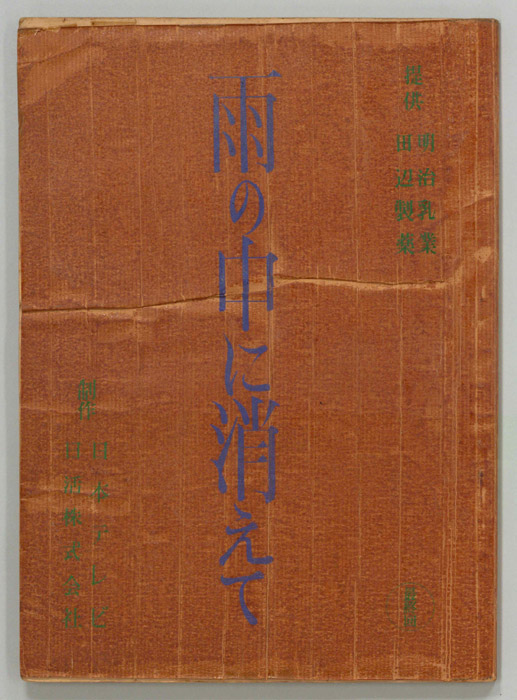 提供
明治乳業
田辺製薬
雨の中に消えて
制作
日本テレビ
日活株式会社